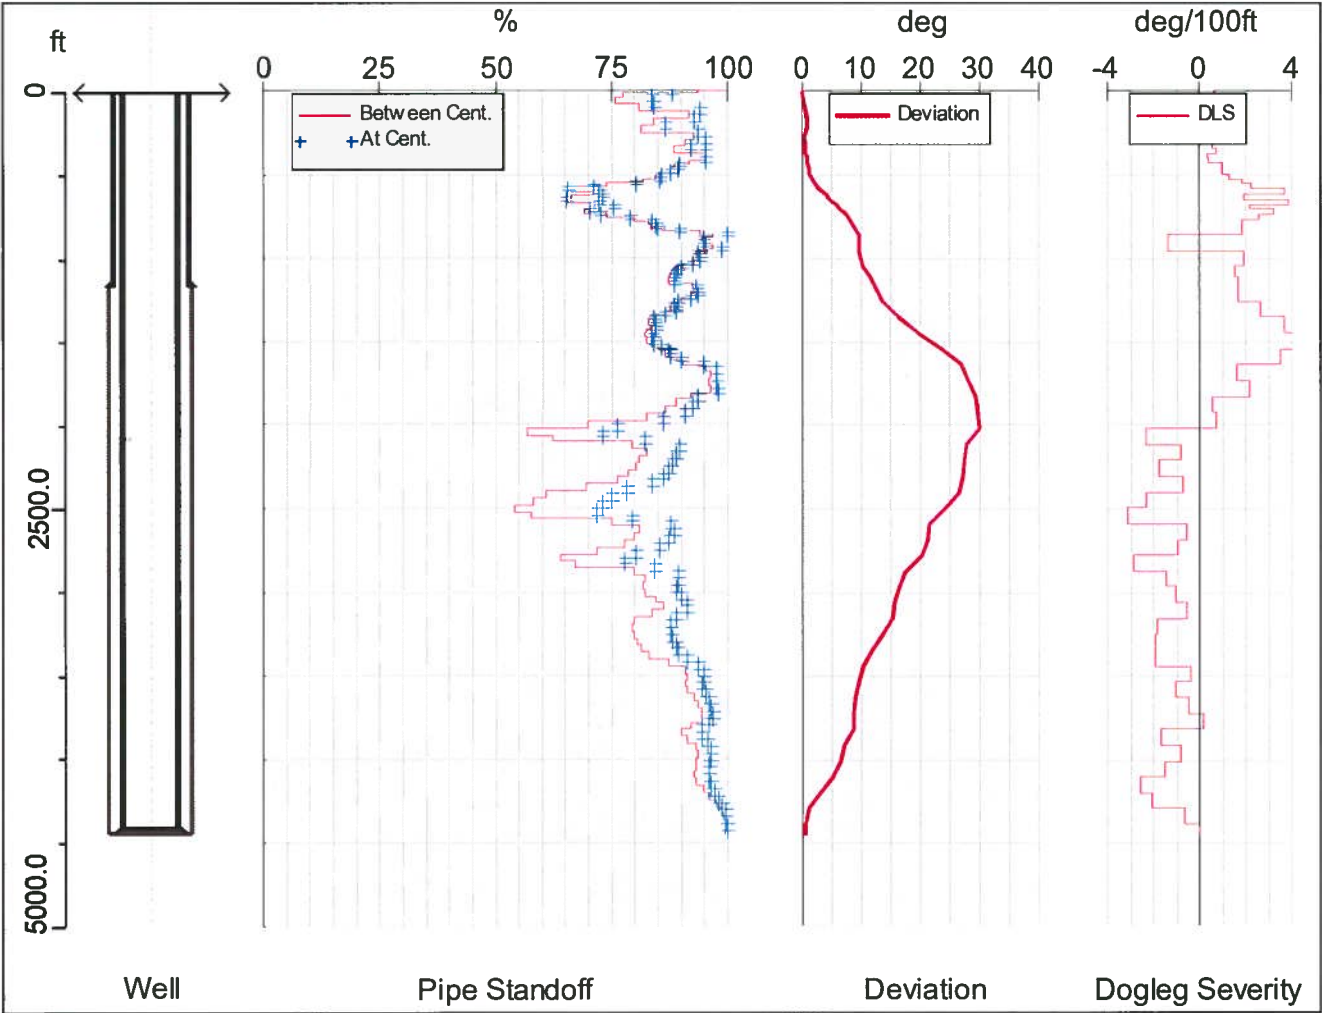 % deg deg/100ft
ft
0 25 50 75 100 0 10 20 30 40 -4 0 4
0
Between Cent. Deviation DLS
At Cent.
2500.0
5000.0
Well Pipe Standoff Deviation Dogleg Severity